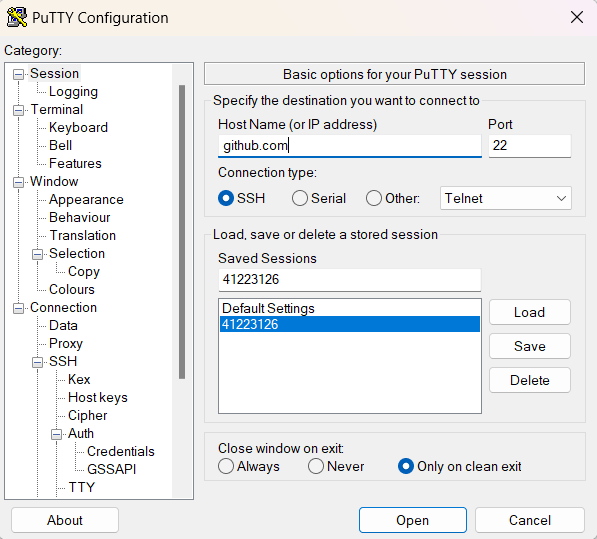 PuTTY Configuration
Category:
Session
Logging
Terminal
Keyboard
Bell
Features
Window
Appearance
Behaviour
Translation
Selection
Copy
Colours
Connection
Data
Proxy
SSH
Kex
Host keys
Cipher
Auth
Credentials
GSSAPI
TTY
Basic options for your PuTTY session
Specify the destination you want to connect to
Host Name (or IP address) Port
github.com 22
Connection type:
SSH Serial Other: Telnet
Load, save or delete a stored session
Saved Sessions
41223126
Default Settings
41223126
Load
Save
Delete
Close window on exit:
Always Never Only on clean exit
About Open Cancel